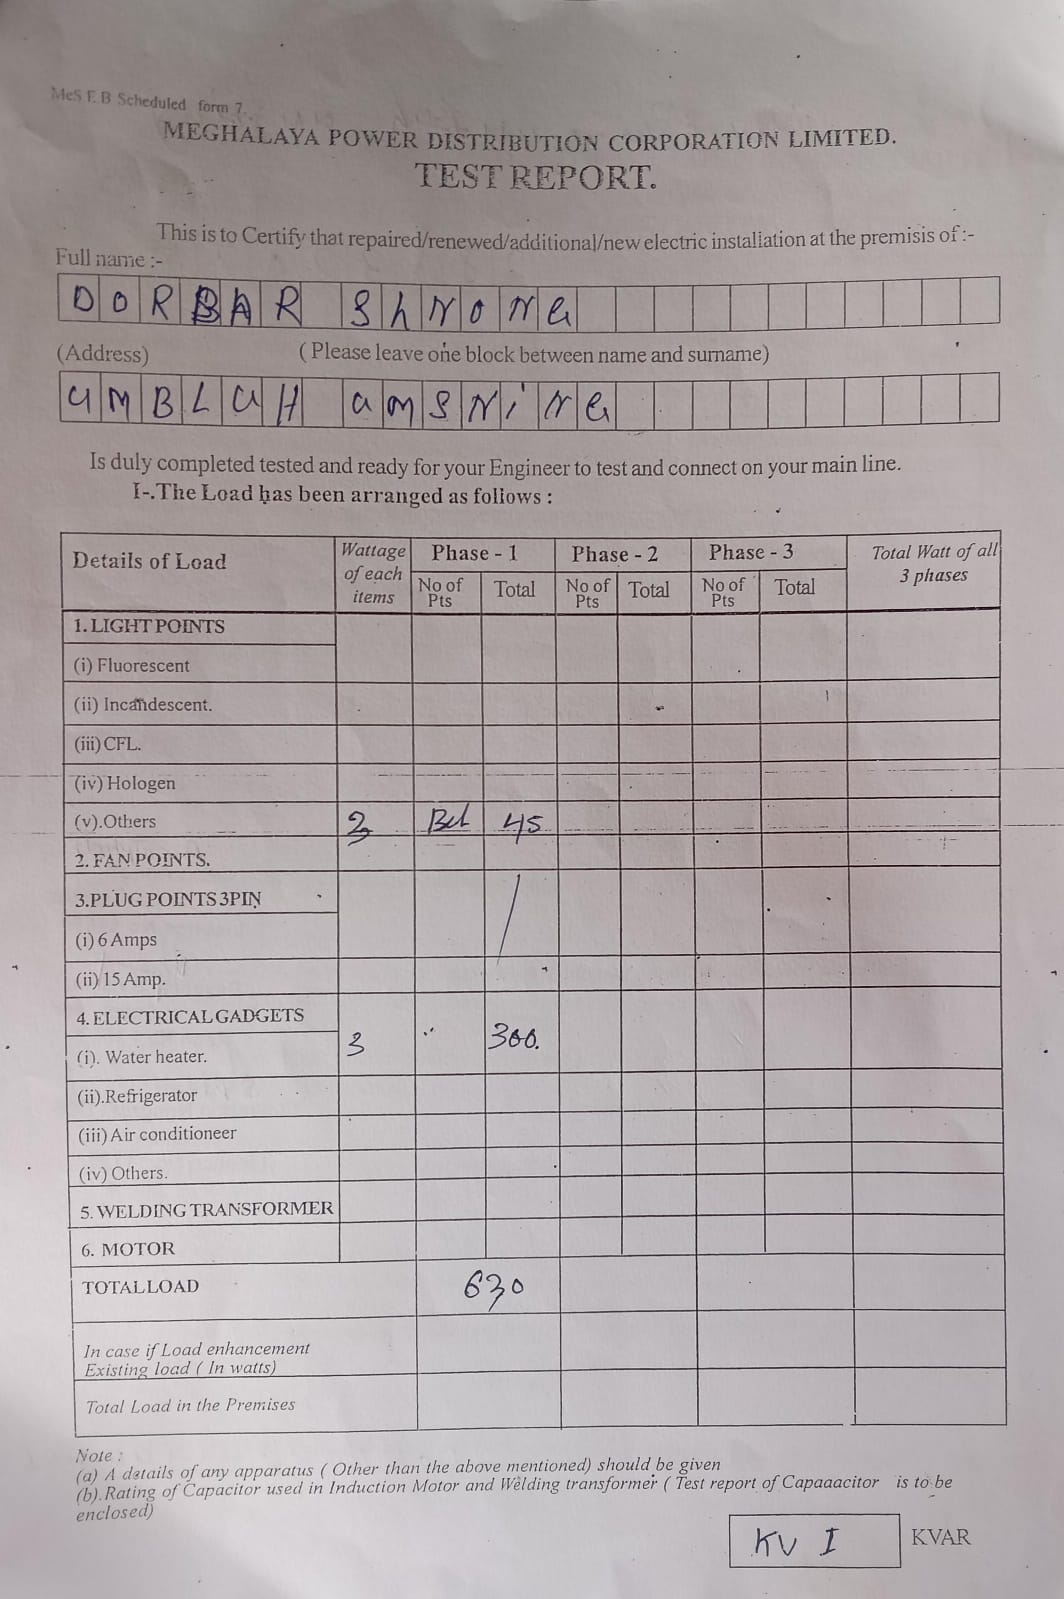 MeS E B Scheduled form 7.
MEGHALAYA POWER DISTRIBUTION CORPORATION LIMITED.
TEST REPORT.
This is to Certify that repaired/renewed/additional/new electric installation at the premisis of :-
Full name :-
DORBAR ShNONG
(Address) ( Please leave one block between name and surname)
UMBLUH UMSNiNG
Is duly completed tested and ready for your Engineer to test and connect on your main line.
I-.The Load has been arranged as follows :
Details of Load Wattage of each items Phase - 1 Phase - 2 Phase - 3 Total Watt of all 3 phases
No of Pts Total No of Pts Total No of Pts Total
1. LIGHT POINTS
(i) Fluorescent
(ii) Incandescent.
(iii) CFL.
(iv) Hologen
(v).Others 45
2. FAN POINTS.
3.PLUG POINTS 3PIN
(i) 6 Amps
(ii) 15 Amp.
4. ELECTRICAL GADGETS
(i). Water heater. 3 " 300.
(ii).Refrigerator
(iii) Air conditioneer
(iv) Others.
5. WELDING TRANSFORMER
6. MOTOR
TOTAL LOAD 630
In case if Load enhancement
Existing load ( In watts)
Total Load in the Premises
Note :
(a) A details of any apparatus ( Other than the above mentioned) should be given
(b). Rating of Capacitor used in Induction Motor and Welding transformer ( Test report of Capaaacitor is to be
enclosed)
KV I KVAR